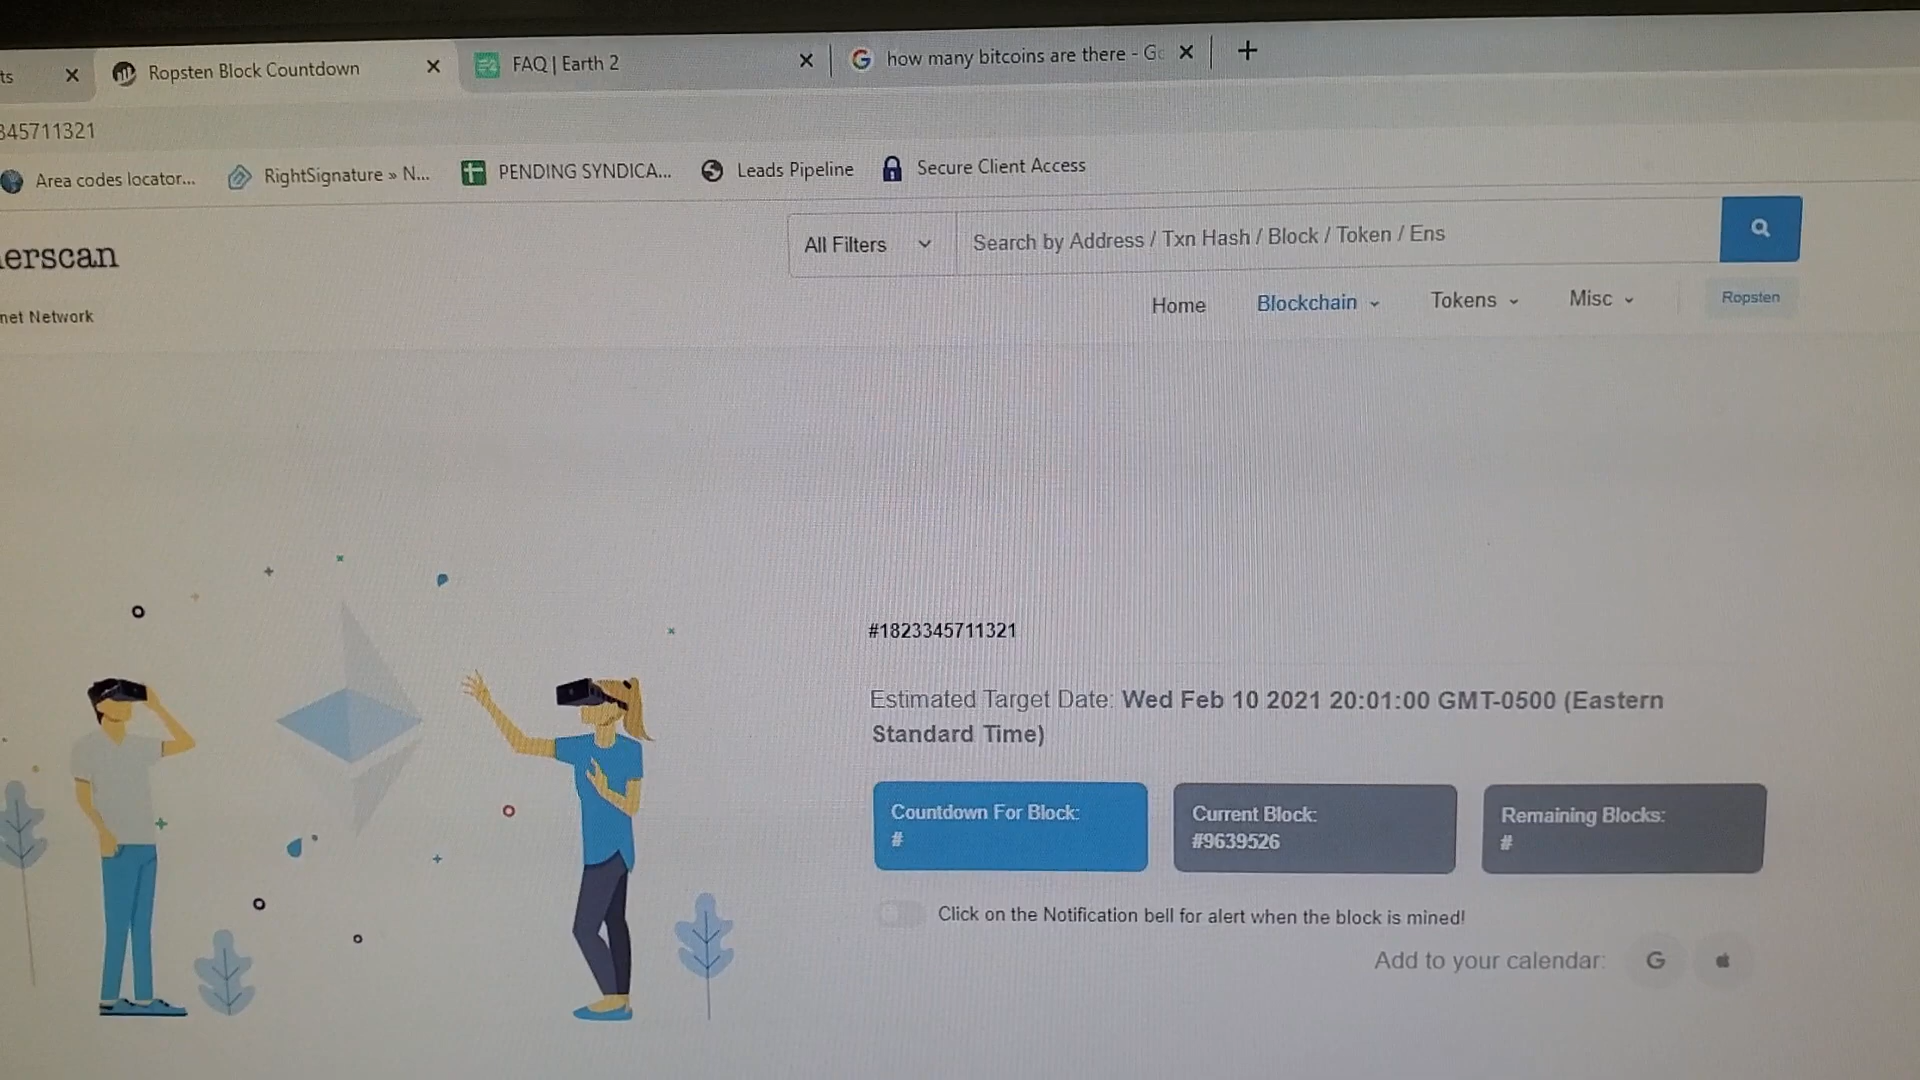 ts
Ropsten Block Countdown
FAQ | Earth 2
how many bitcoins are there - Go
345711321
Area codes locator...
RightSignature » N...
PENDING SYNDICA...
Leads Pipeline
Secure Client Access
erscan
All Filters
Search by Address / Txn Hash / Block / Token / Ens
net Network
Home
Blockchain
Tokens
Misc
Ropsten
#1823345711321
Estimated Target Date: Wed Feb 10 2021 20:01:00 GMT-0500 (Eastern
Standard Time)
Countdown For Block:
#
Current Block:
#9639526
Remaining Blocks:
#
Click on the Notification bell for alert when the block is mined!
Add to your calendar:
G